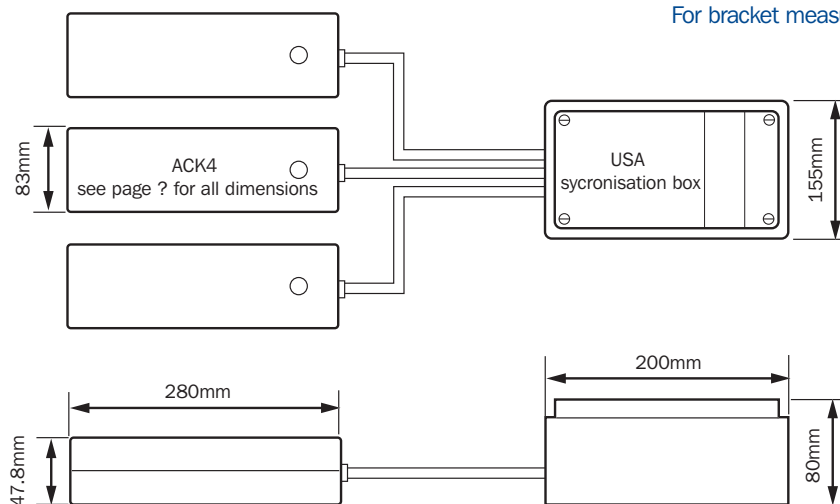 For bracket meas
83mm
ACK4
see page ? for all dimensions
USA
sycronisation box
155mm
280mm
200mm
47.8mm
80mm